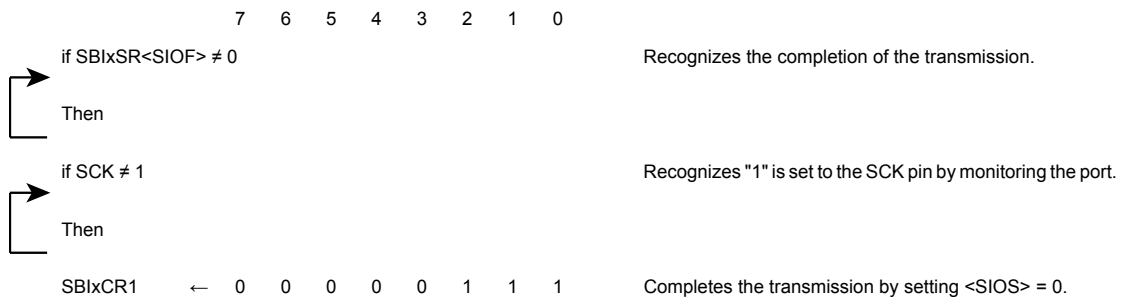 7 6 5 4 3 2 1 0
if SBIxSR<SIOF> ≠ 0 Recognizes the completion of the transmission.
Then
if SCK ≠ 1 Recognizes "1" is set to the SCK pin by monitoring the port.
Then
SBIxCR1 ← 0 0 0 0 0 1 1 1 Completes the transmission by setting <SIOS> = 0.